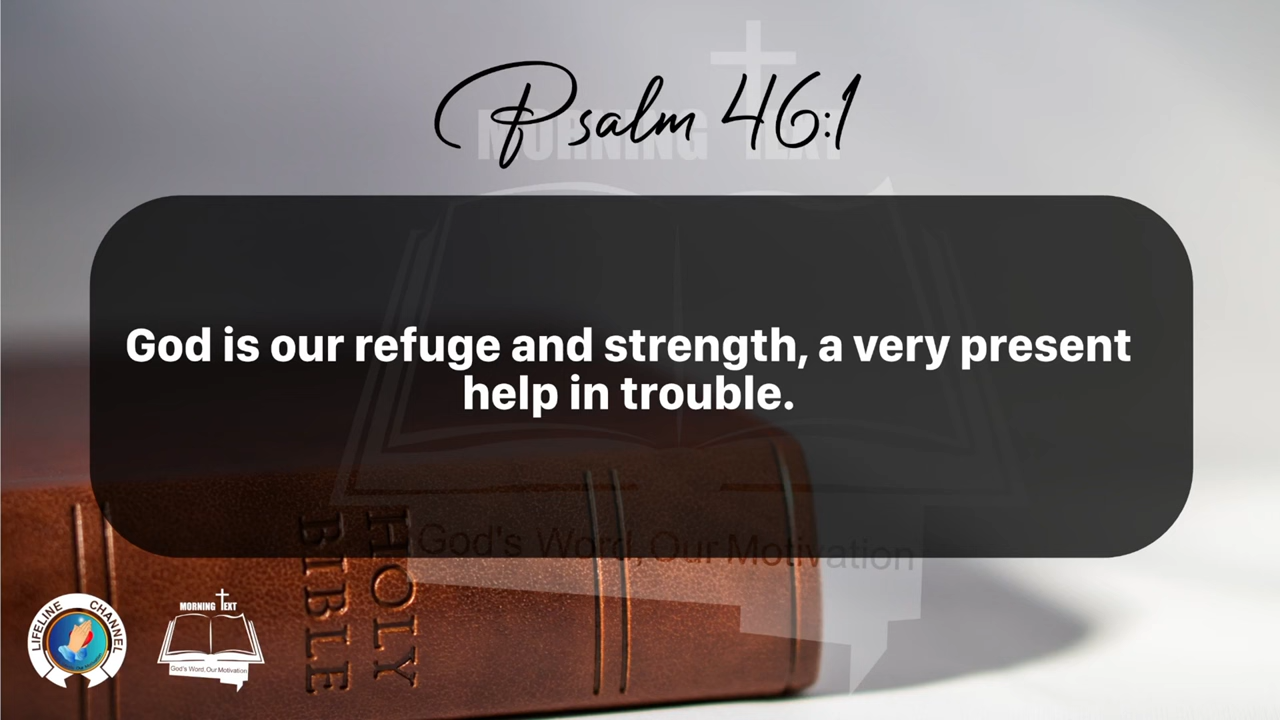 Psalm 46:1
MORNING TEXT
God is our refuge and strength, a very present
help in trouble.
God's Word, Our Motivation
HOLY
BIBLE
LIFELINE CHANNEL
MORNING TEXT
God's Word, Our Motivation